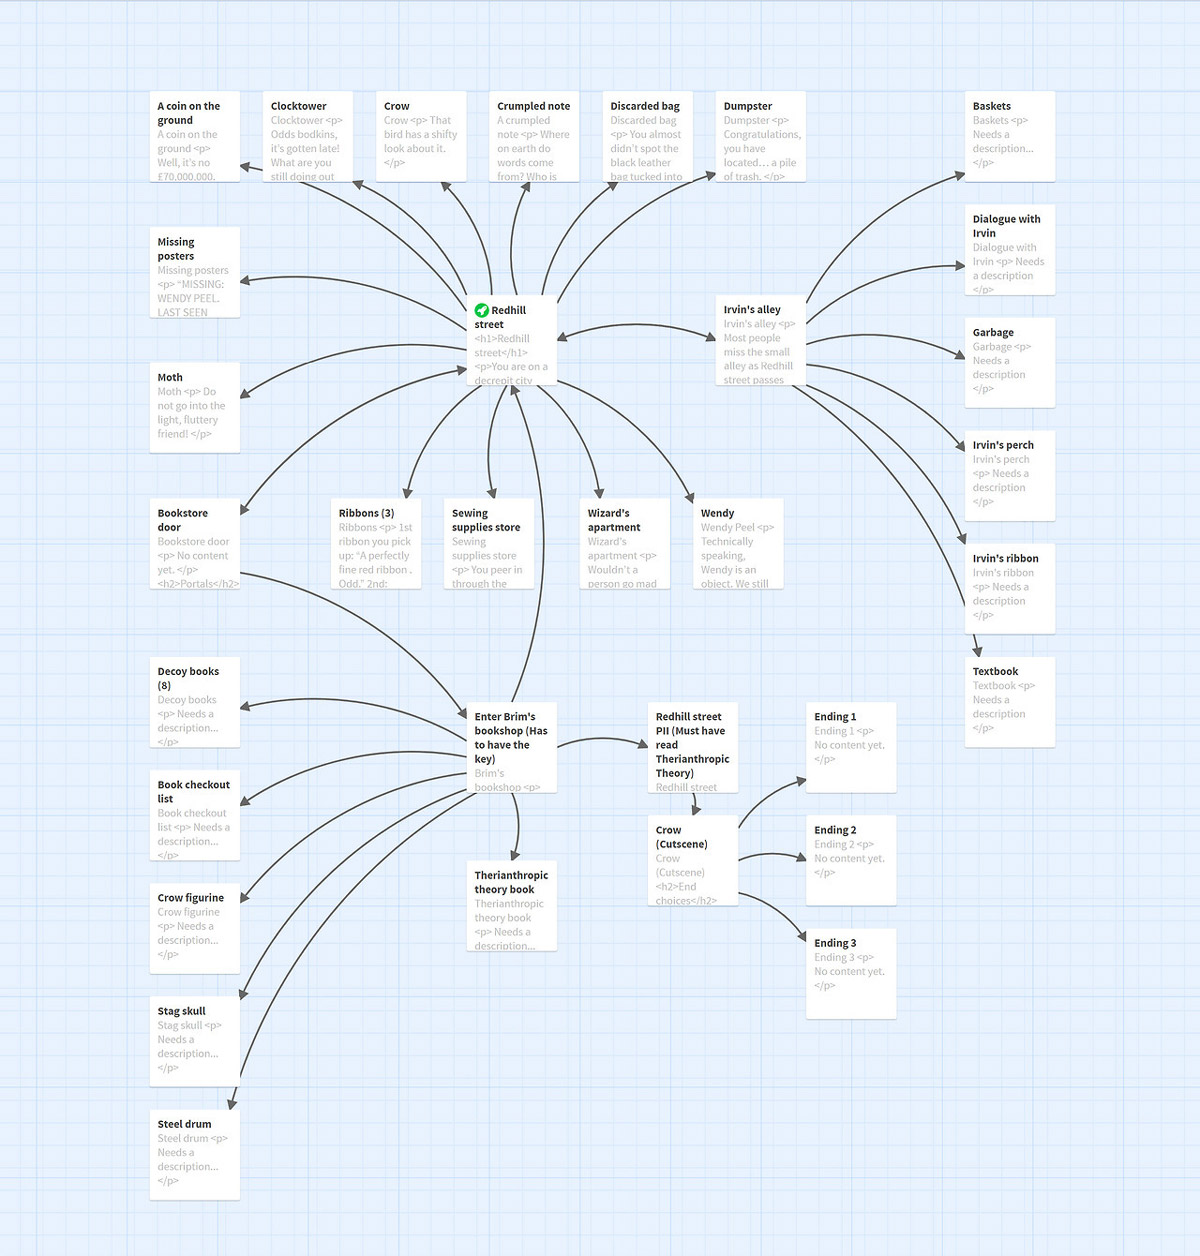 A coin on the
ground
A coin on the
ground <p>
Well, it's no
£70,000,000.
Clocktower
Clocktower <p>
Odds bodkins,
it's gotten late!
What are you
still doing out
Crow
Crow <p> That
bird has a shifty
look about it.
</p>
Crumpled note
A crumpled
note <p> Where
on earth do
words come
from? Who is
Discarded bag
Discarded bag
<p> You almost
didn't spot the
black leather
bag tucked into
Dumpster
Dumpster <p>
Congratulations,
you have
located... a pile
of trash. </p>
Baskets
Baskets <p>
Needs a
description...
</p>
Missing
posters
Missing posters
<p> “MISSING:
WENDY PEEL.
LAST SEEN
Dialogue with
Irvin
Dialogue with
Irvin <p> Needs
a description
</p>
Redhill
street
<h1>Redhill
street</h1>
<p>You are on a
decrepit city
Irvin's alley
Irvin's alley <p>
Most people
miss the small
alley as Redhill
street passes
Garbage
Garbage <p>
Needs a
description
</p>
Moth
Moth <p> Do
not go into the
light, fluttery
friend! </p>
Irvin's perch
Irvin's perch
<p> Needs a
description
</p>
Bookstore
door
Bookstore door
<p> No content
yet. </p>
<h2>Portals</h2>
Ribbons (3)
Ribbons <p> 1st
ribbon you pick
up: “A perfectly
fine red ribbon .
Odd.” 2nd:
Sewing
supplies store
Sewing
supplies store
<p> You peer in
through the
Wizard's
apartment
Wizard's
apartment <p>
Wouldn't a
person go mad
Wendy
Wendy Peel <p>
Technically
speaking,
Wendy is an
object. We still
Irvin's ribbon
Irvin's ribbon
<p> Needs a
description
</p>
Decoy books
(8)
Decoy books
<p> Needs a
description...
</p>
Textbook
Textbook <p>
Needs a
description
</p>
Enter Brim's
bookshop (Has
to have the
key)
Brim's
bookshop <p>
Redhill street
PII (Must have
read
Therianthropic
Theory)
Redhill street
Ending 1
Ending 1 <p>
No content yet.
</p>
Book checkout
list
Book checkout
list <p> Needs a
description...
</p>
Crow
(Cutscene)
Crow
(Cutscene)
<h2>End
choices</h2>
Ending 2
Ending 2 <p>
No content yet.
</p>
Crow figurine
Crow figurine
<p> Needs a
description...
</p>
Therianthropic
theory book
Therianthropic
theory book
<p> Needs a
description...
Ending 3
Ending 3 <p>
No content yet.
</p>
Stag skull
Stag skull <p>
Needs a
description...
</p>
Steel drum
Steel drum <p>
Needs a
description...
</p>